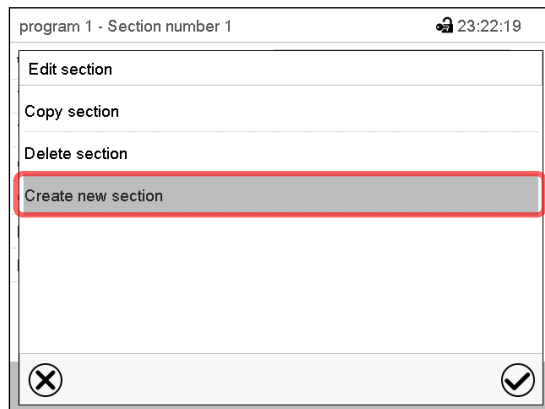 program 1 - Section number 1 23:22:19
Edit section
Copy section
Delete section
Create new section